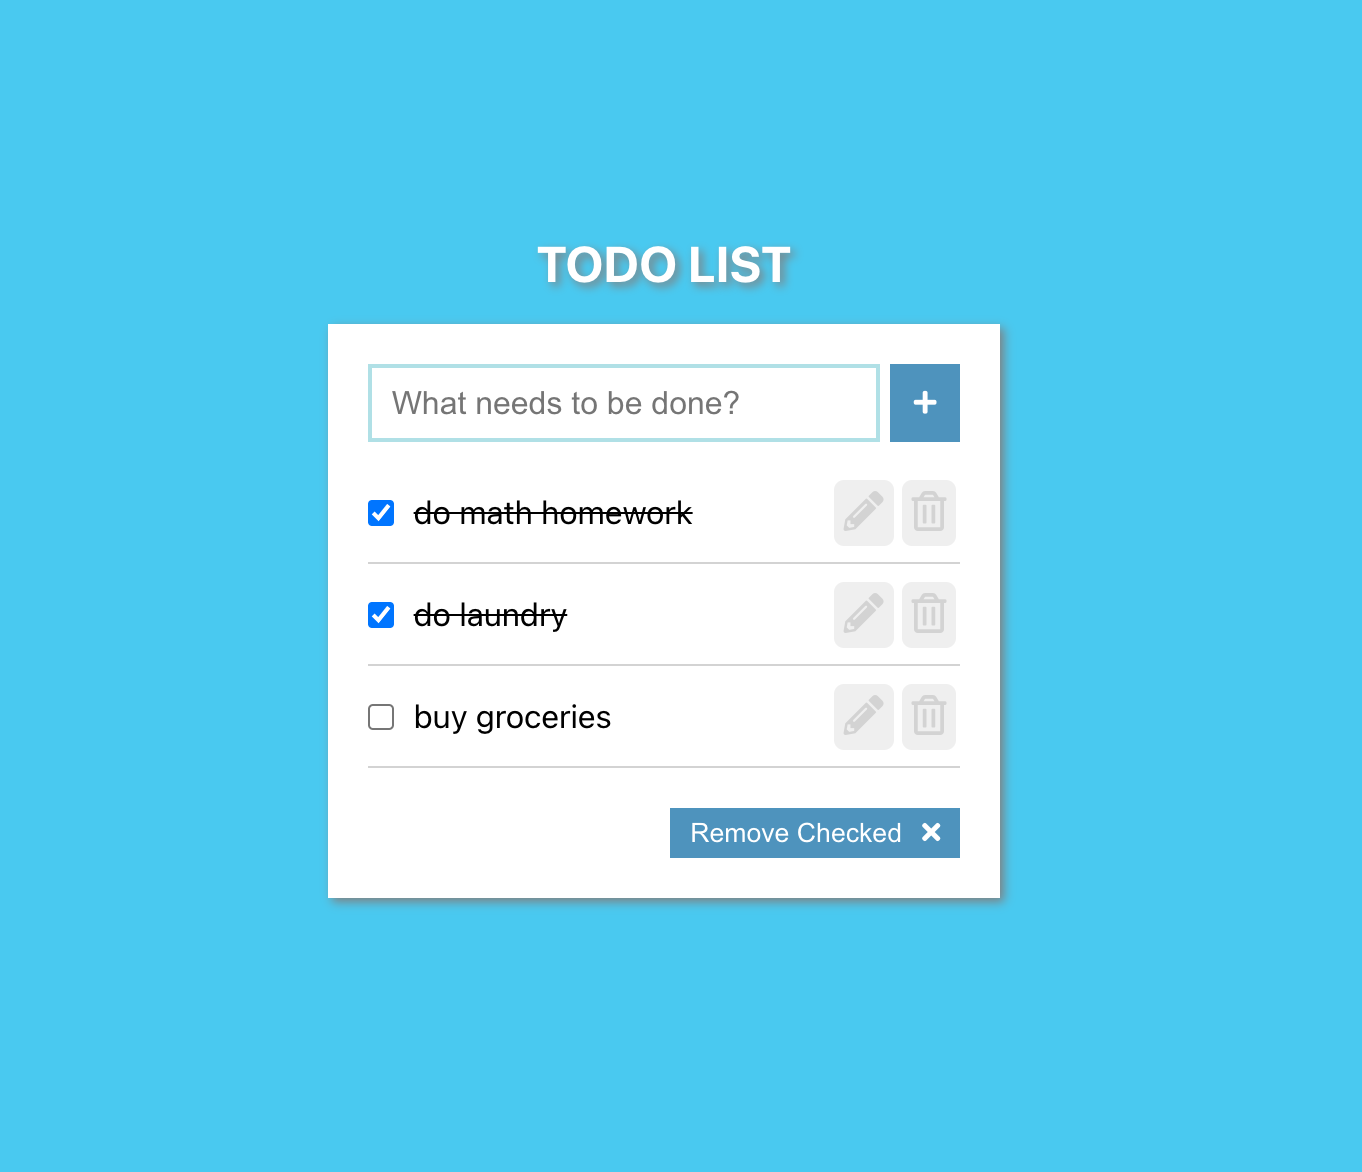 TODO LIST
What needs to be done?
do math homework
do laundry
buy groceries
Remove Checked